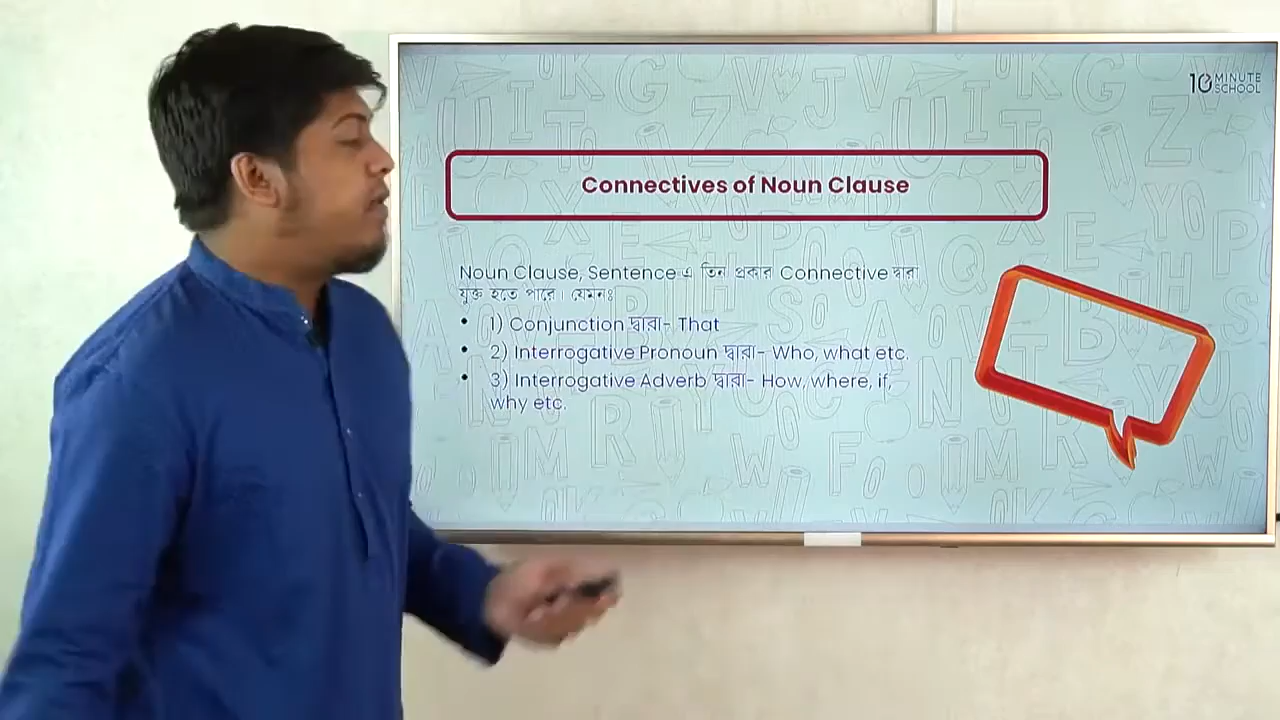 10 MINUTE SCHOOL
Connectives of Noun Clause
Noun Clause, Sentence এ তিন প্রকার Connective দ্বারা
যুক্ত হতে পারে। যেমনঃ
• 1) Conjunction দ্বারা- That
• 2) Interrogative Pronoun দ্বারা- Who, what etc.
• 3) Interrogative Adverb দ্বারা- How, where, if,
why etc.